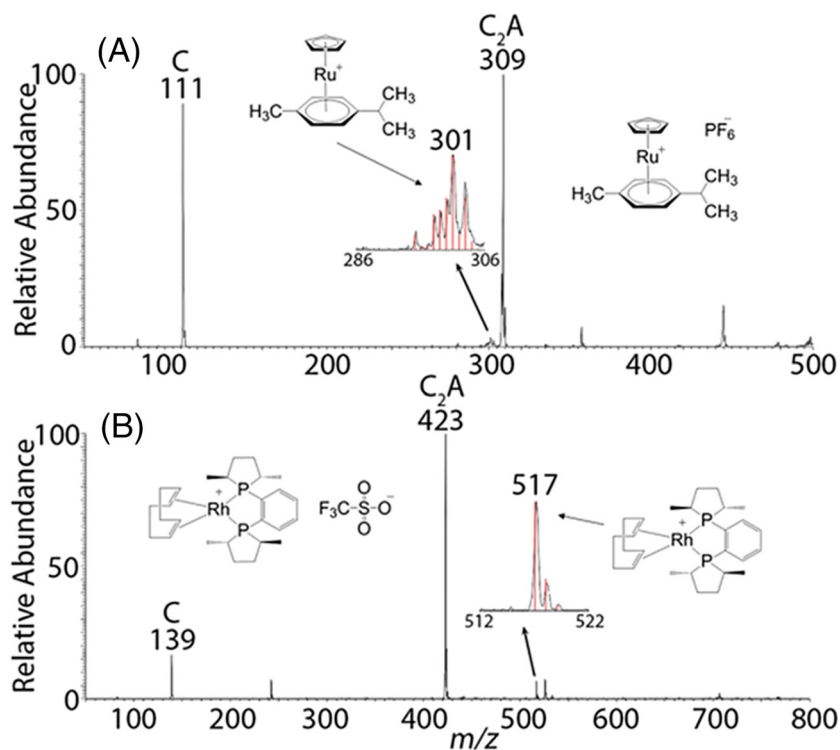 (A)
C
111
C₂A
309
Relative Abundance
100
50
0
Ru⁺
H₃C
CH₃
CH₃
301
286
306
Ru⁺
PF₆⁻
H₃C
CH₃
CH₃
100
200
300
400
500
(B)
C₂A
423
Relative Abundance
100
50
0
P
Rh
+
P
F₃C-S-O⁻
O
O
C
139
517
512
522
P
Rh
+
P
100
200
300
400
500
600
700
800
m/z